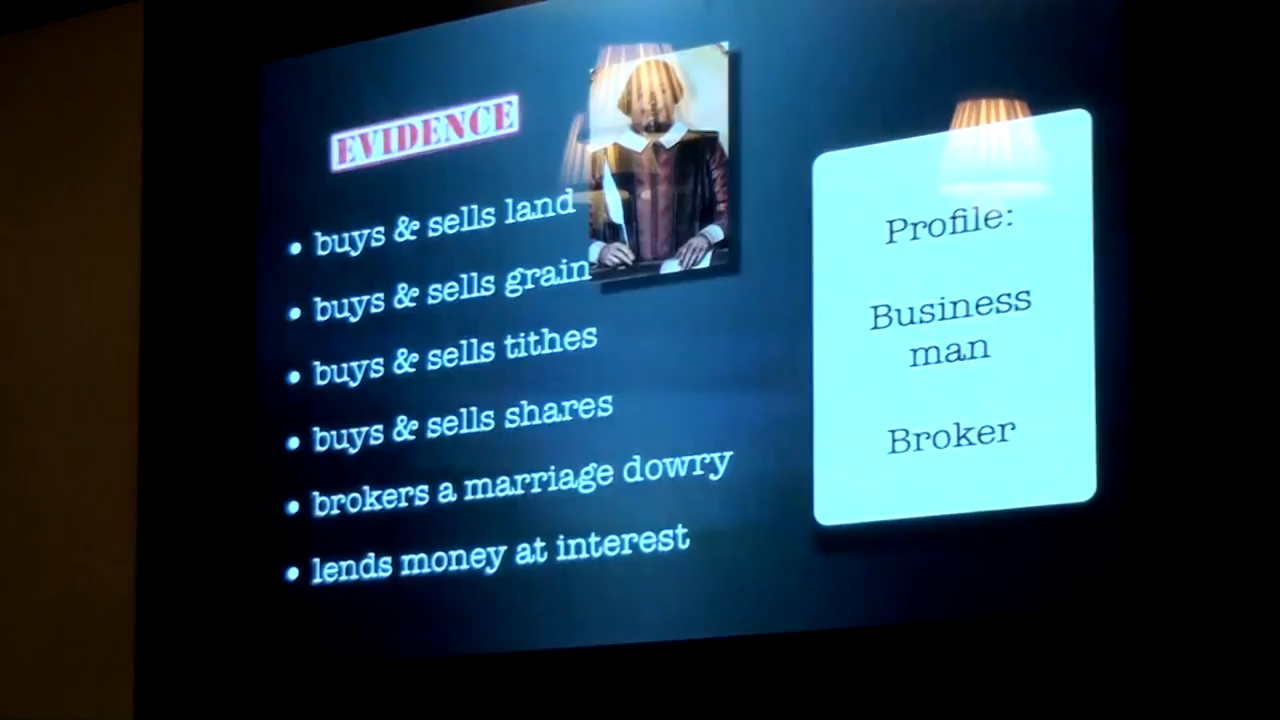 EVIDENCE
• buys & sells land
• buys & sells grain
• buys & sells tithes
• buys & sells shares
• brokers a marriage dowry
• lends money at interest
Profile:
Business
man
Broker